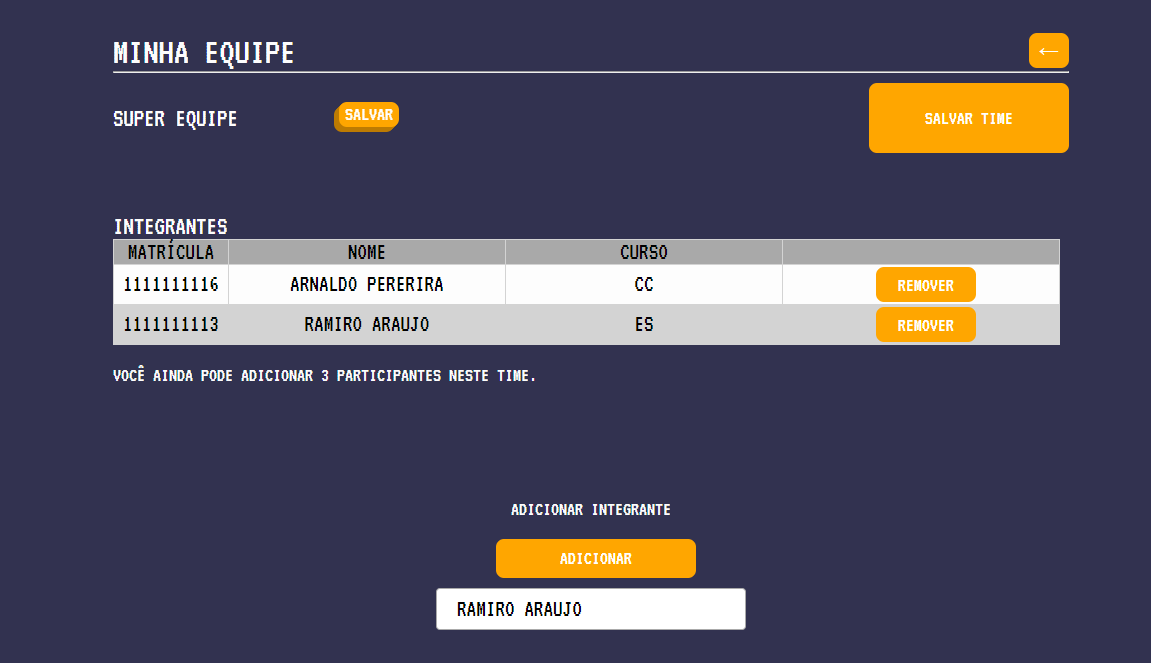 MINHA EQUIPE ←
SUPER EQUIPE SALVAR SALVAR TIME
INTEGRANTES
MATRÍCULA NOME CURSO
1111111116 ARNALDO PERERIRA CC REMOVER
1111111113 RAMIRO ARAUJO ES REMOVER
VOCÊ AINDA PODE ADICIONAR 3 PARTICIPANTES NESTE TIME.
ADICIONAR INTEGRANTE
ADICIONAR
RAMIRO ARAUJO